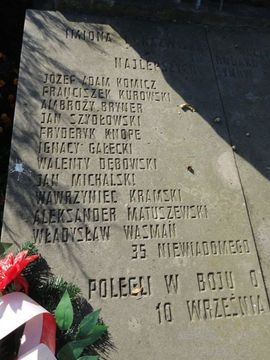 IMIONA
NAJLEPSZ
JÓZEF ADAM KOMICZ
FRANCISZEK KUROWSKI
AMBROŻY BRYNER
JAN SZYDŁOWSKI
FRYDERYK KNOPE
IGNACY GAŁECKI
WALENTY DĘBOWSKI
JAN MICHALSKI
WAWRZYNIEC KRAMSKI
ALEKSANDER MATUSZEWSKI
WŁADYSŁAW WASMAN
35 NIEWIADOMEGO
POLEGLI W BOJU O
10 WRZEŚNIA